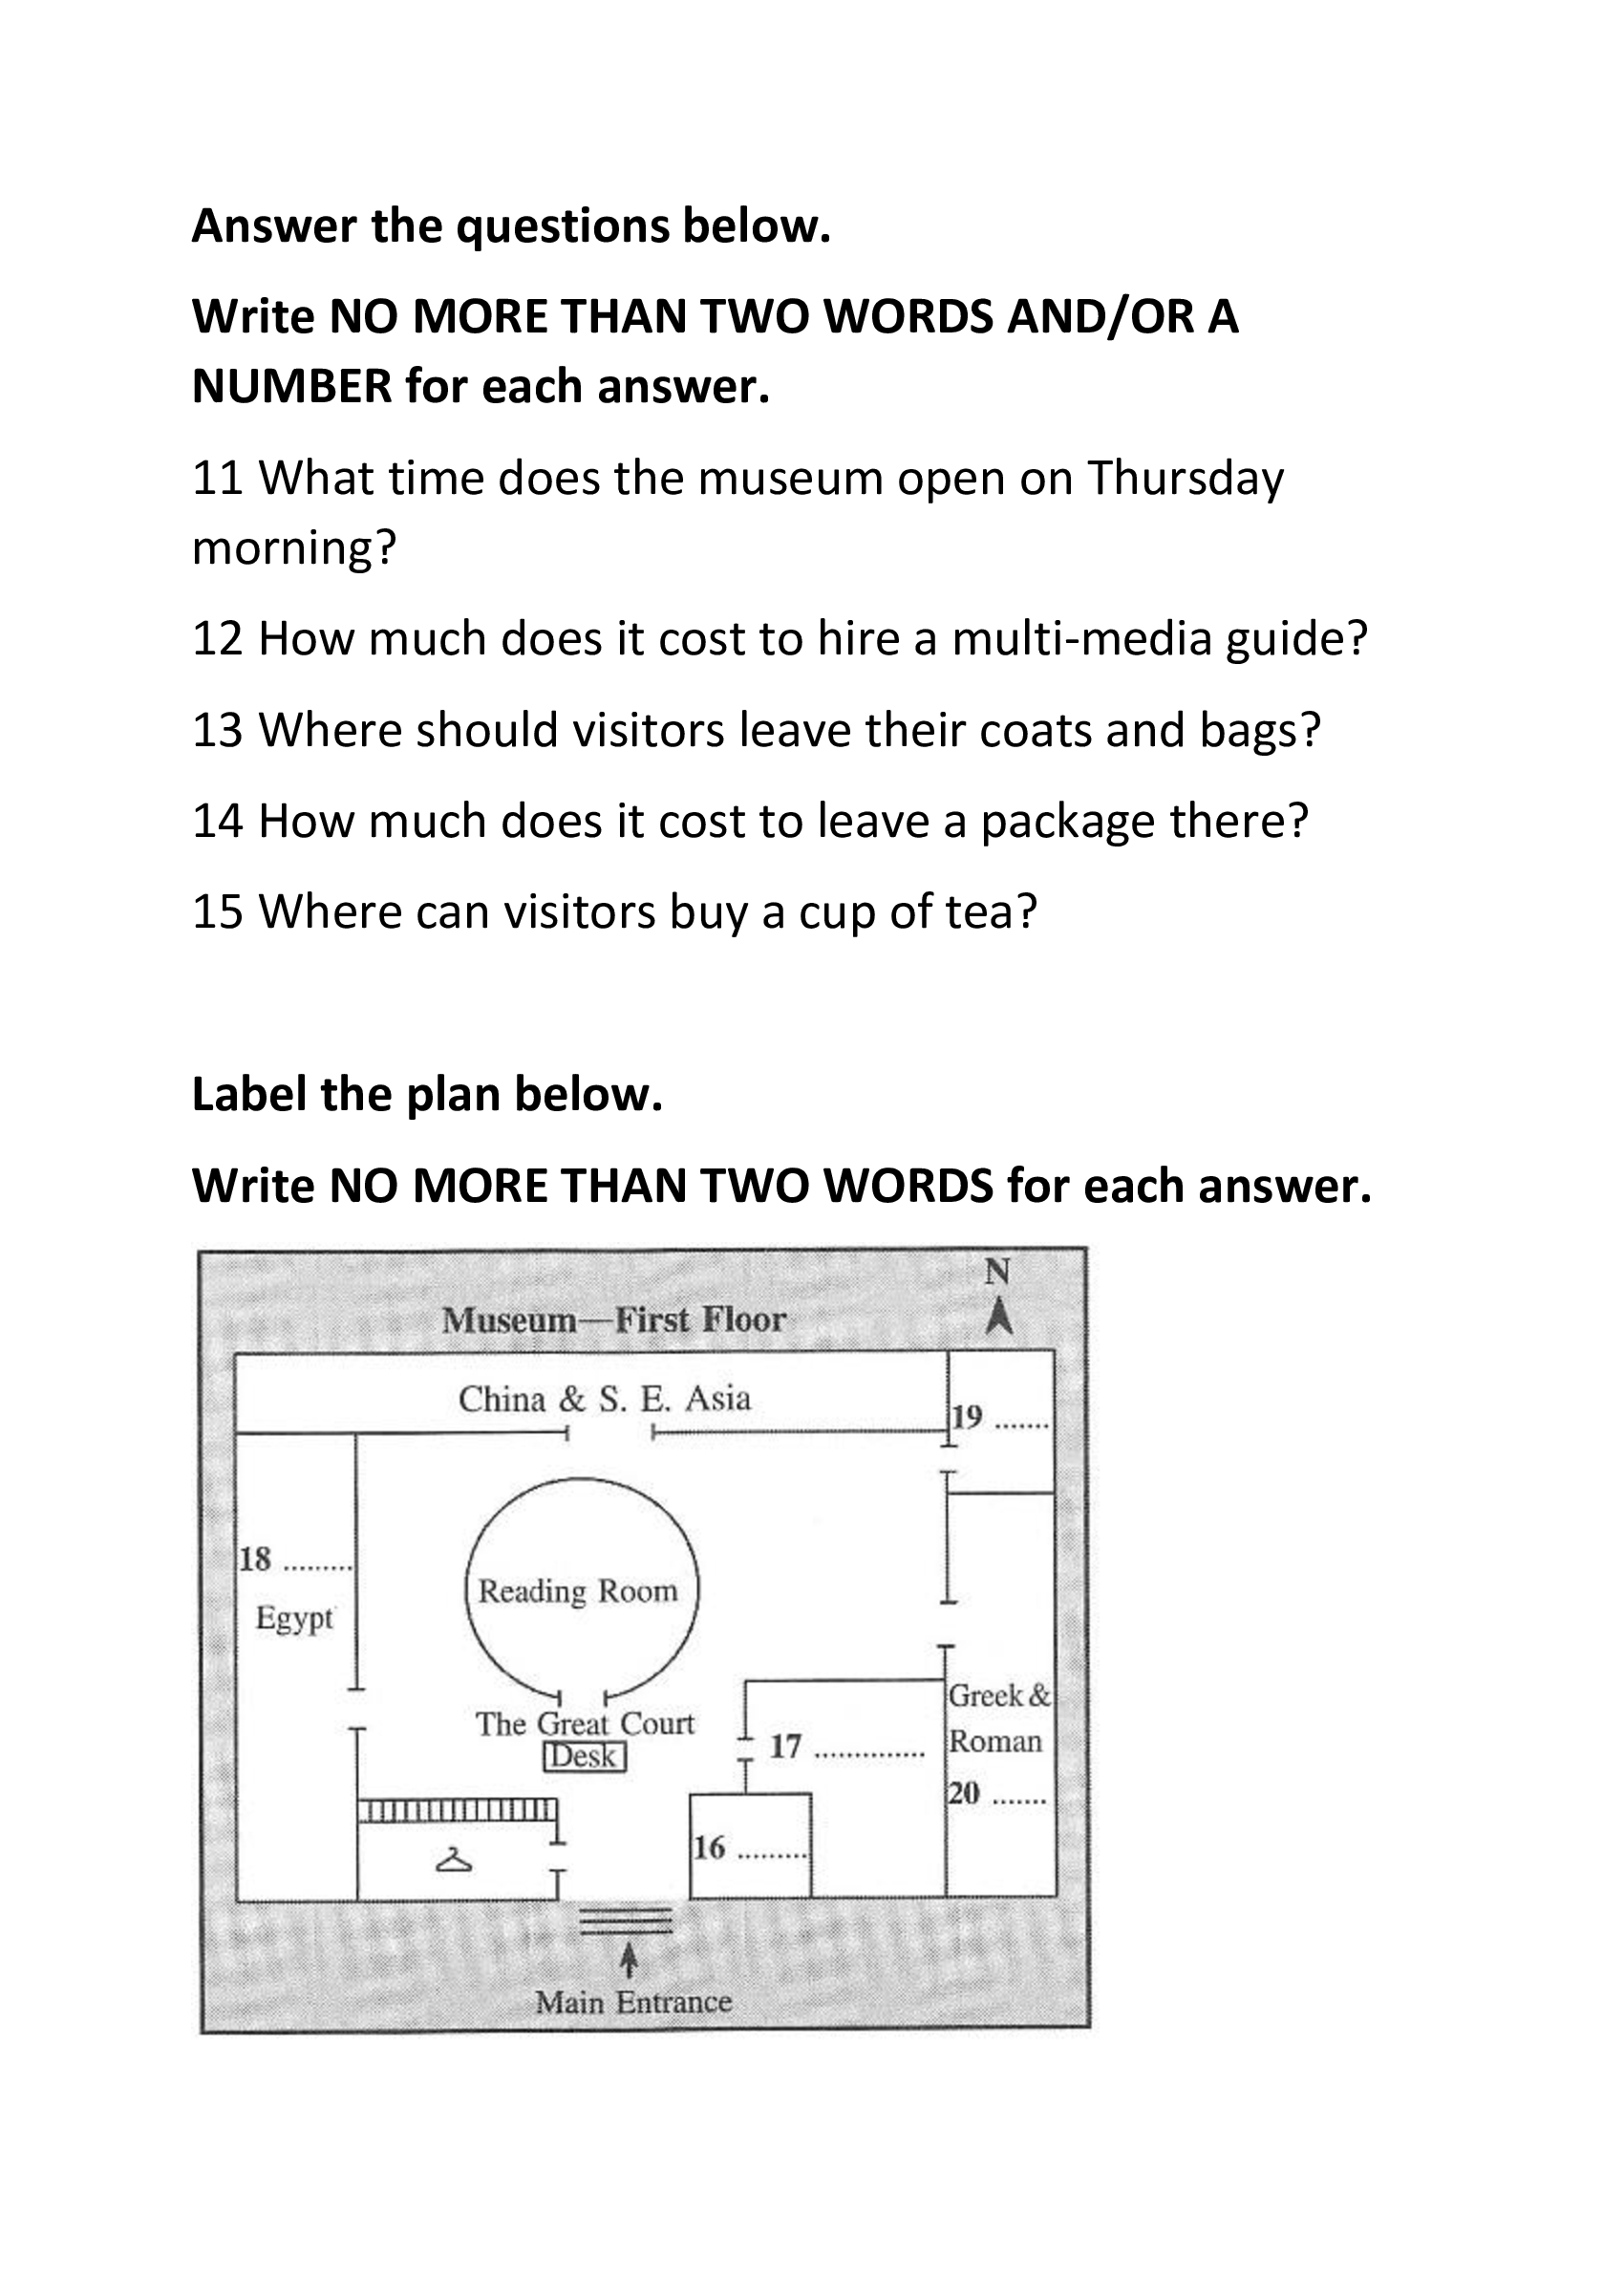 Answer the questions below.
Write NO MORE THAN TWO WORDS AND/OR A
NUMBER for each answer.
11 What time does the museum open on Thursday
morning?
12 How much does it cost to hire a multi-media guide?
13 Where should visitors leave their coats and bags?
14 How much does it cost to leave a package there?
15 Where can visitors buy a cup of tea?
Label the plan below.
Write NO MORE THAN TWO WORDS for each answer.
N
Museum—First Floor
China & S. E. Asia
19 .......
18 .........
Egypt
Reading Room
The Great Court
Desk
17 ..............
Greek &
Roman
20 .......
16 .........
Main Entrance